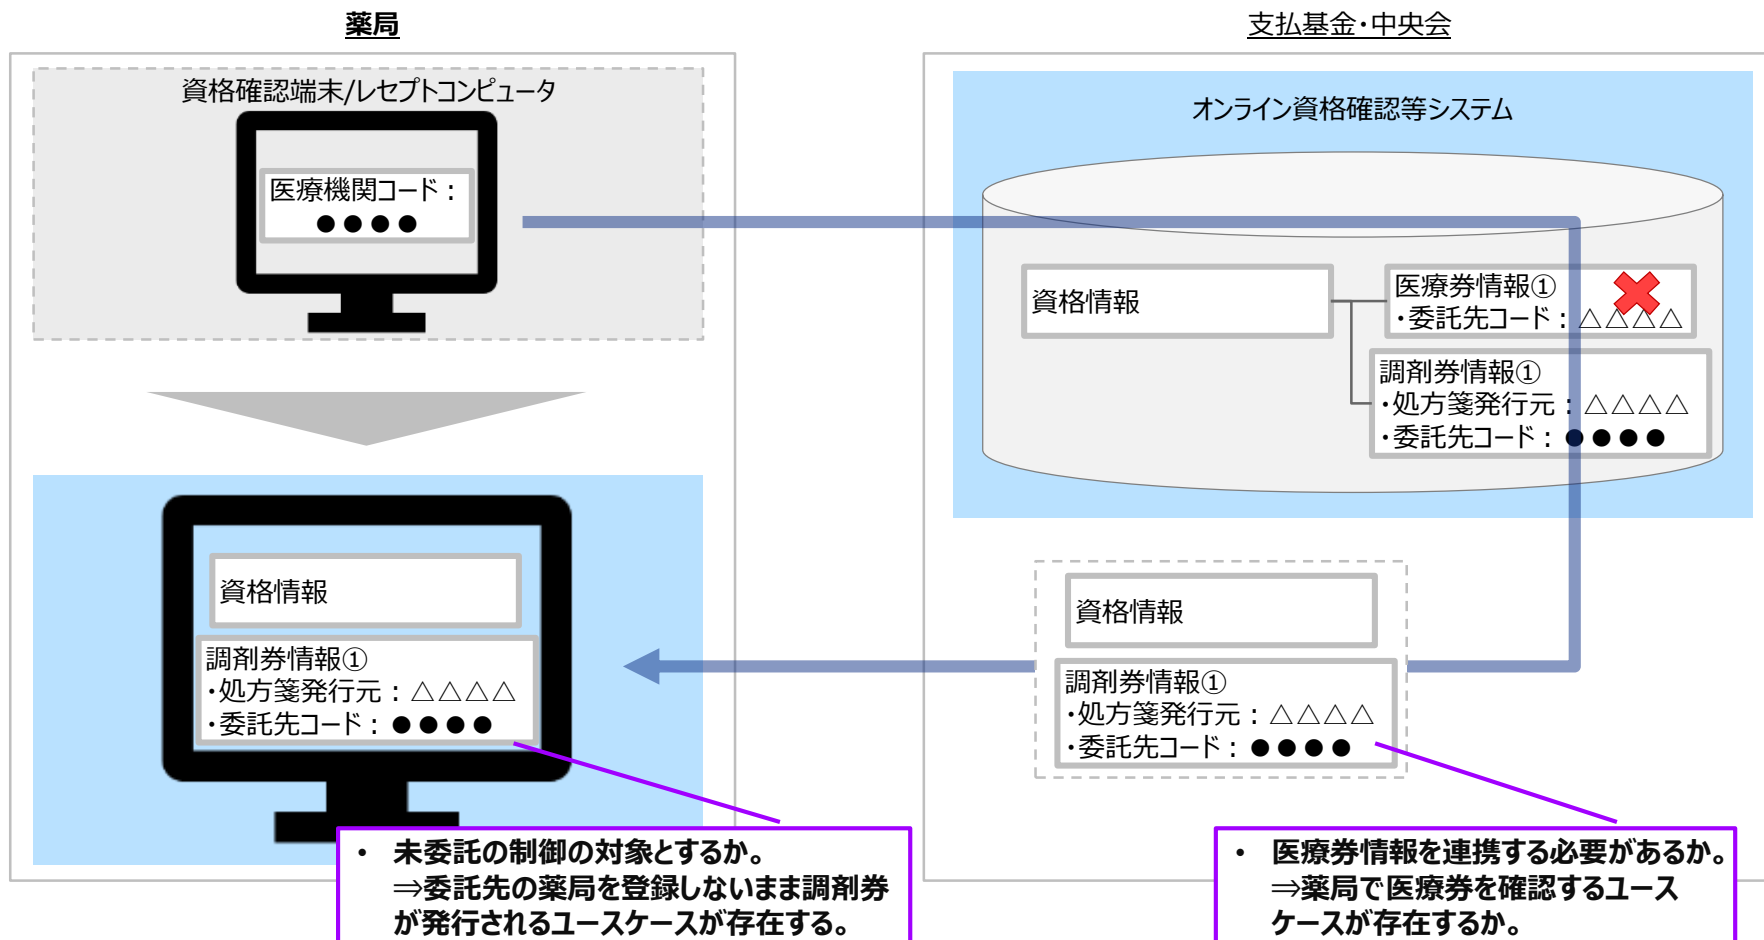 薬局
資格確認端末/レセプトコンピュータ
医療機関コード：
●●●●
資格情報
調剤券情報①
・処方箋発行元：△△△△
・委託先コード：●●●●
• 未委託の制御の対象とするか。
⇒委託先の薬局を登録しないまま調剤券
が発行されるユースケースが存在する。
支払基金・中央会
オンライン資格確認等システム
資格情報
医療券情報①
・委託先コード：△△△△
調剤券情報①
・処方箋発行元：△△△△
・委託先コード：●●●●
資格情報
調剤券情報①
・処方箋発行元：△△△△
・委託先コード：●●●●
• 医療券情報を連携する必要があるか。
⇒薬局で医療券を確認するユース
ケースが存在するか。